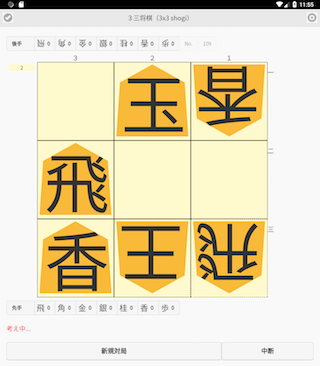 11:55
3三将棋（3x3 shogi）
後手 飛 0 角 0 金 0 銀 0 桂 0 香 0 歩 0 No. 109
3 2 1
2
玉 香 一
飛 二
香 王 飛 三
先手 飛 0 角 0 金 0 銀 0 桂 0 香 0 歩 0
考え中...
新規対局 中断